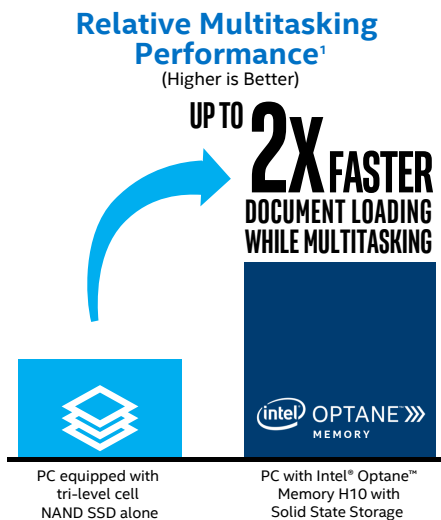 Relative Multitasking
Performance¹
(Higher is Better)
UP TO 2X FASTER
DOCUMENT LOADING
WHILE MULTITASKING
intel OPTANE™
MEMORY
PC equipped with
tri-level cell
NAND SSD alone
PC with Intel® Optane™
Memory H10 with
Solid State Storage